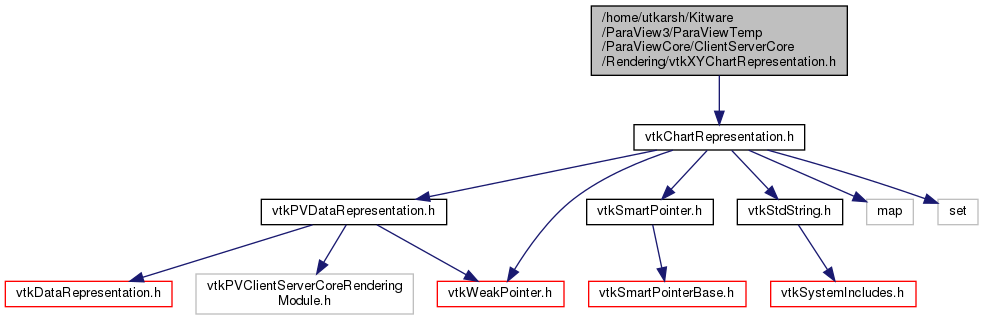 /home/utkarsh/Kitware
/ParaView3/ParaViewTemp
/ParaViewCore/ClientServerCore
/Rendering/vtkXYChartRepresentation.h
vtkChartRepresentation.h
vtkPVDataRepresentation.h
vtkSmartPointer.h
vtkStdString.h
map
set
vtkDataRepresentation.h
vtkPVClientServerCoreRendering
Module.h
vtkWeakPointer.h
vtkSmartPointerBase.h
vtkSystemIncludes.h